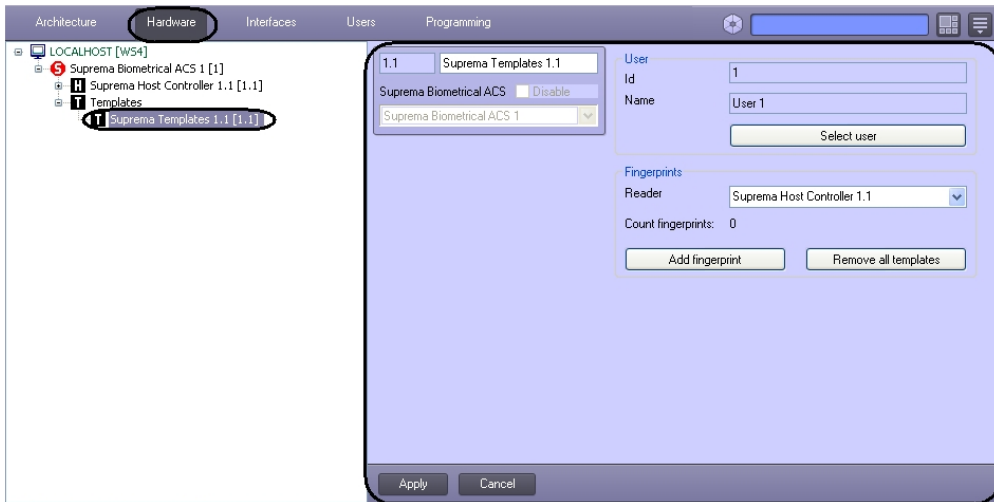 Architecture Hardware Interfaces Users Programming
LOCALHOST [WS4]
S Suprema Biometrical ACS 1 [1]
H Suprema Host Controller 1.1 [1.1]
T Templates
T Suprema Templates 1.1 [1.1]
1.1 Suprema Templates 1.1
Suprema Biometrical ACS Disable
Suprema Biometrical ACS 1
User
Id 1
Name User 1
Select user
Fingerprints
Reader Suprema Host Controller 1.1
Count fingerprints: 0
Add fingerprint Remove all templates
Apply Cancel